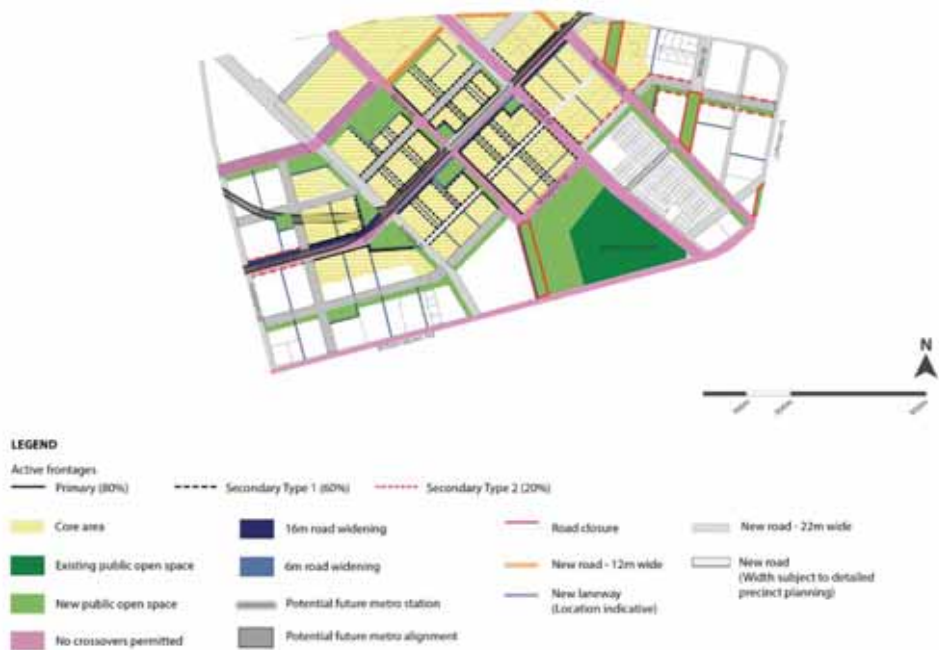 N
LEGEND
Active frontages
Primary (80%)
Secondary Type 1 (60%)
Secondary Type 2 (20%)
Core area
16m road widening
Road closure
New road - 22m wide
Existing public open space
6m road widening
New road - 12m wide
New road
(Width subject to detailed
precinct planning)
New public open space
Potential future metro station
New laneway
(Location indicative)
No crossovers permitted
Potential future metro alignment